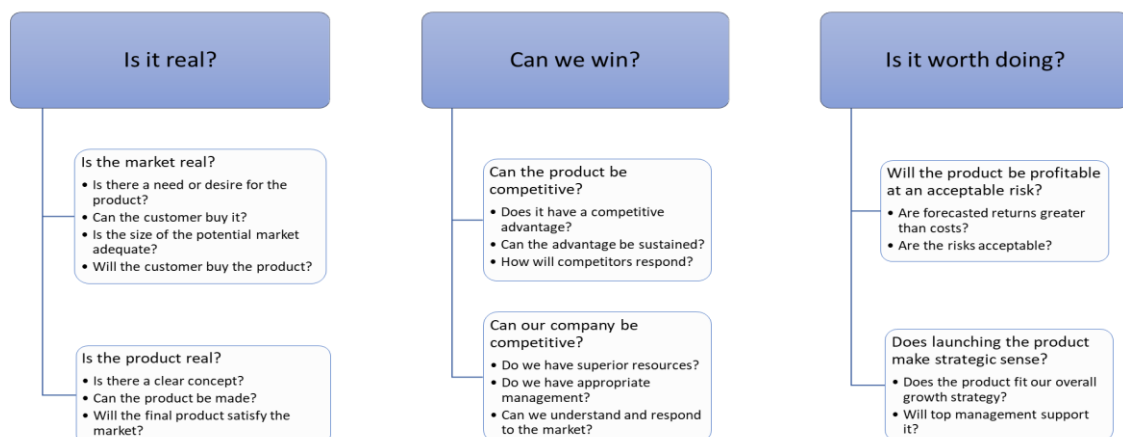 Is it real?
Is the market real?
• Is there a need or desire for the
product?
• Can the customer buy it?
• Is the size of the potential market
adequate?
• Will the customer buy the product?
Is the product real?
• Is there a clear concept?
• Can the product be made?
• Will the final product satisfy the
market?
Can we win?
Can the product be
competitive?
• Does it have a competitive
advantage?
• Can the advantage be sustained?
• How will competitors respond?
Can our company be
competitive?
• Do we have superior resources?
• Do we have appropriate
management?
• Can we understand and respond
to the market?
Is it worth doing?
Will the product be profitable
at an acceptable risk?
• Are forecasted returns greater
than costs?
• Are the risks acceptable?
Does launching the product
make strategic sense?
• Does the product fit our overall
growth strategy?
• Will top management support
it?